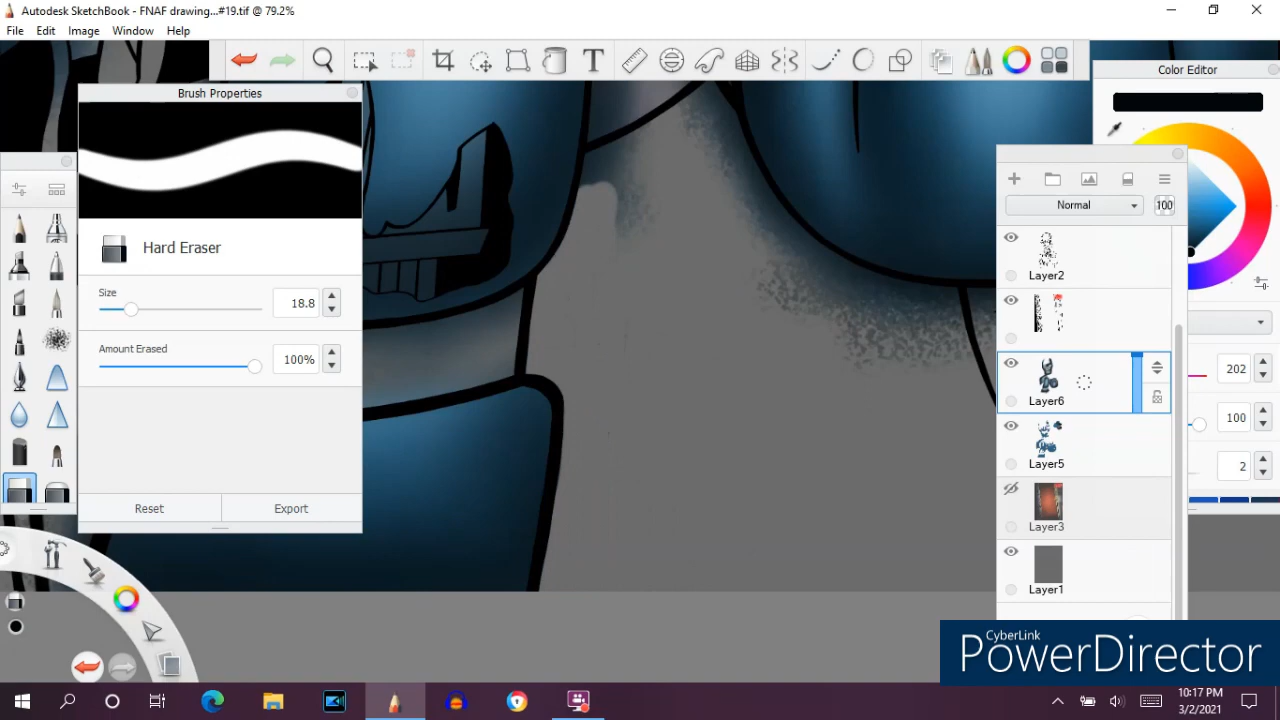 Autodesk SketchBook - FNAF drawing...#19.tif @ 79.2%
File Edit Image Window Help
T
Brush Properties
Color Editor
Hard Eraser
Normal
100
Size
18.8
Layer2
Amount Erased
100%
202
Layer6
100
Layer5
2
Reset
Export
Layer3
Layer1
CyberLink
PowerDirector
10:17 PM
3/2/2021